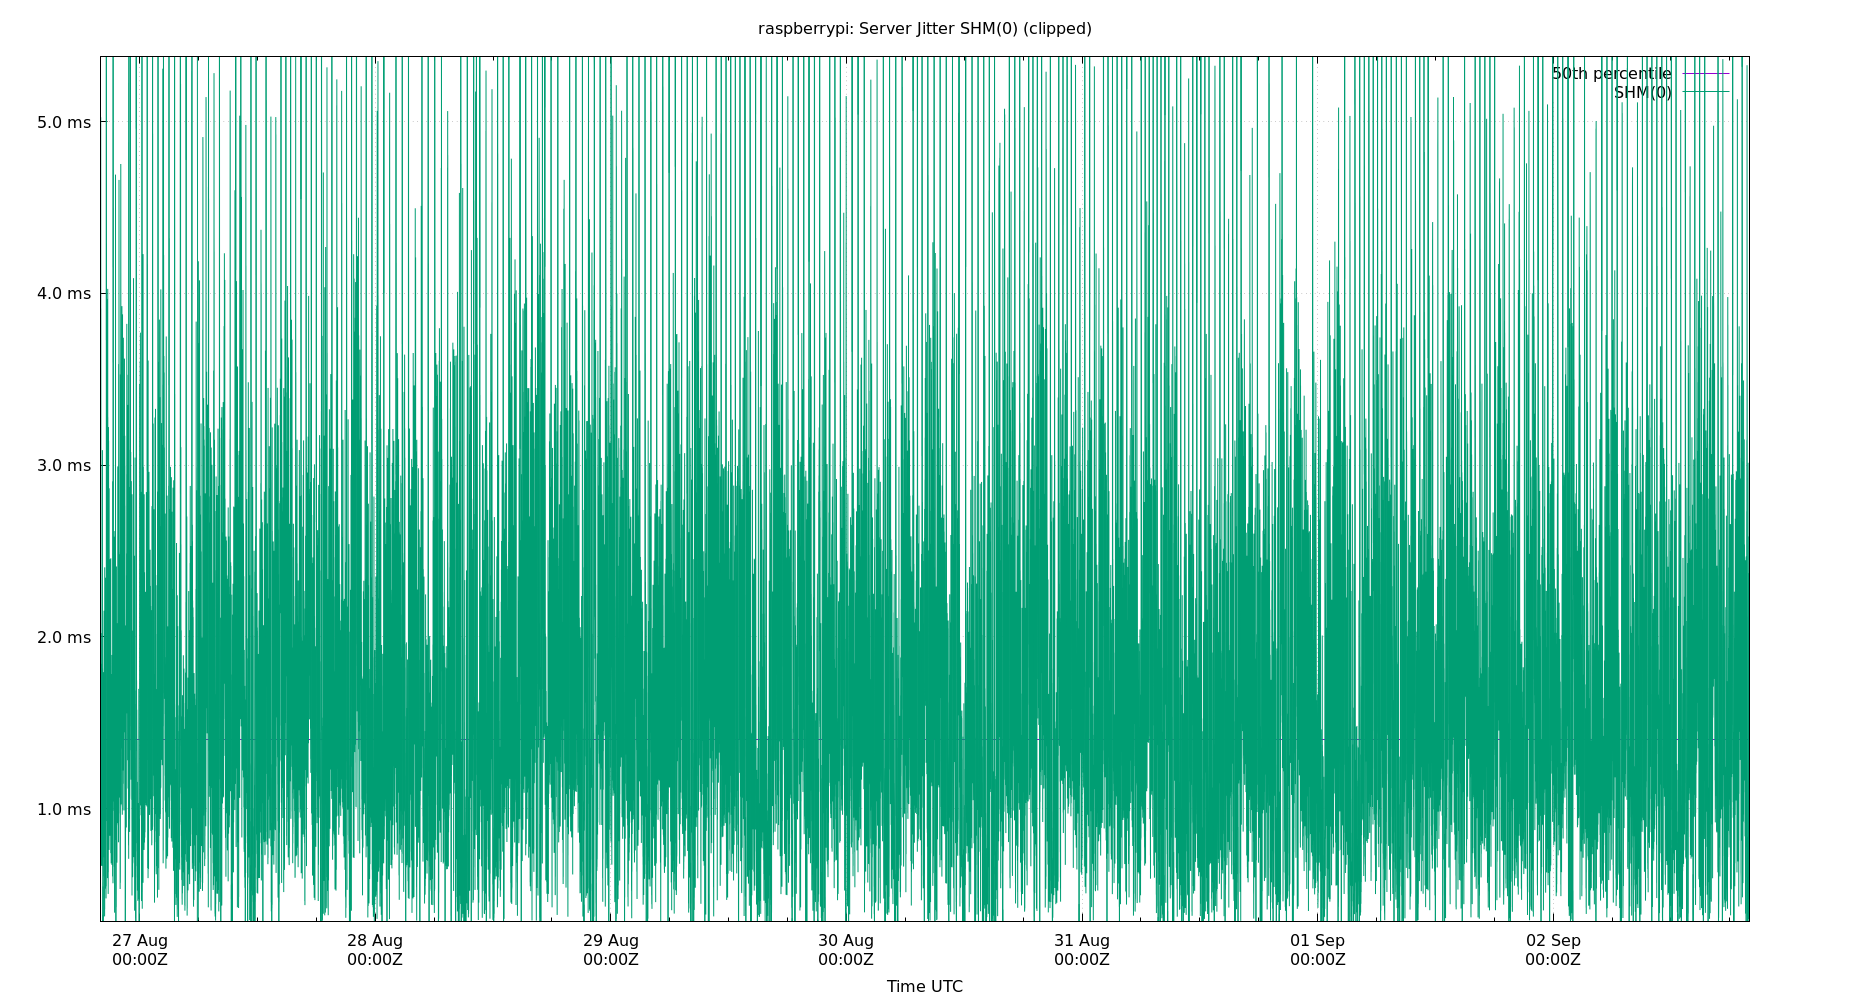 raspberrypi: Server Jitter SHM(0) (clipped)
50th percentile
SHM(0)
5.0 ms
4.0 ms
3.0 ms
2.0 ms
1.0 ms
27 Aug 28 Aug 29 Aug 30 Aug 31 Aug 01 Sep 02 Sep
00:00Z 00:00Z 00:00Z 00:00Z 00:00Z 00:00Z 00:00Z
Time UTC